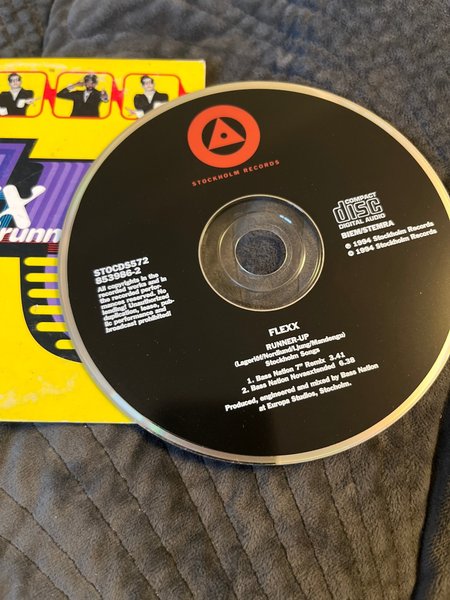 X
runn
STOCKHOLM RECORDS
COMPACT
disc
DIGITAL AUDIO
BIEM/STEMRA
℗ 1994 Stockholm Records
© 1994 Stockholm Records
STOCDS572
853986-2
All copyrights in the
recorded works and in
the recorded perfor-
mances reserved. No
lending! Unauthorized
duplication, lease, pub-
lic performance and
broadcast prohibited!
FLEXX
RUNNER-UP
(Lagerlöf/Nordlund/Ljung/Mandengu)
Stockholm Songs
1. Bass Nation 7" Remix 3.41
2. Bass Nation Novaextended 6.38
Produced, engineered and mixed by Bass Nation
at Europa Studios, Stockholm.